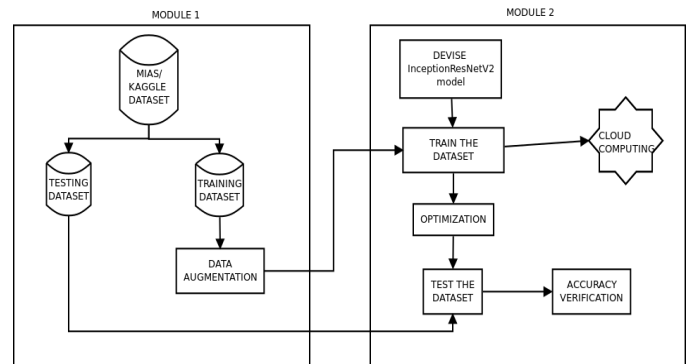 MODULE 1
MIAS/
KAGGLE
DATASET
TESTING
DATASET
TRAINING
DATASET
DATA
AUGMENTATION
MODULE 2
DEVISE
InceptionResNetV2
model
TRAIN THE
DATASET
CLOUD
COMPUTING
OPTIMIZATION
TEST THE
DATASET
ACCURACY
VERIFICATION